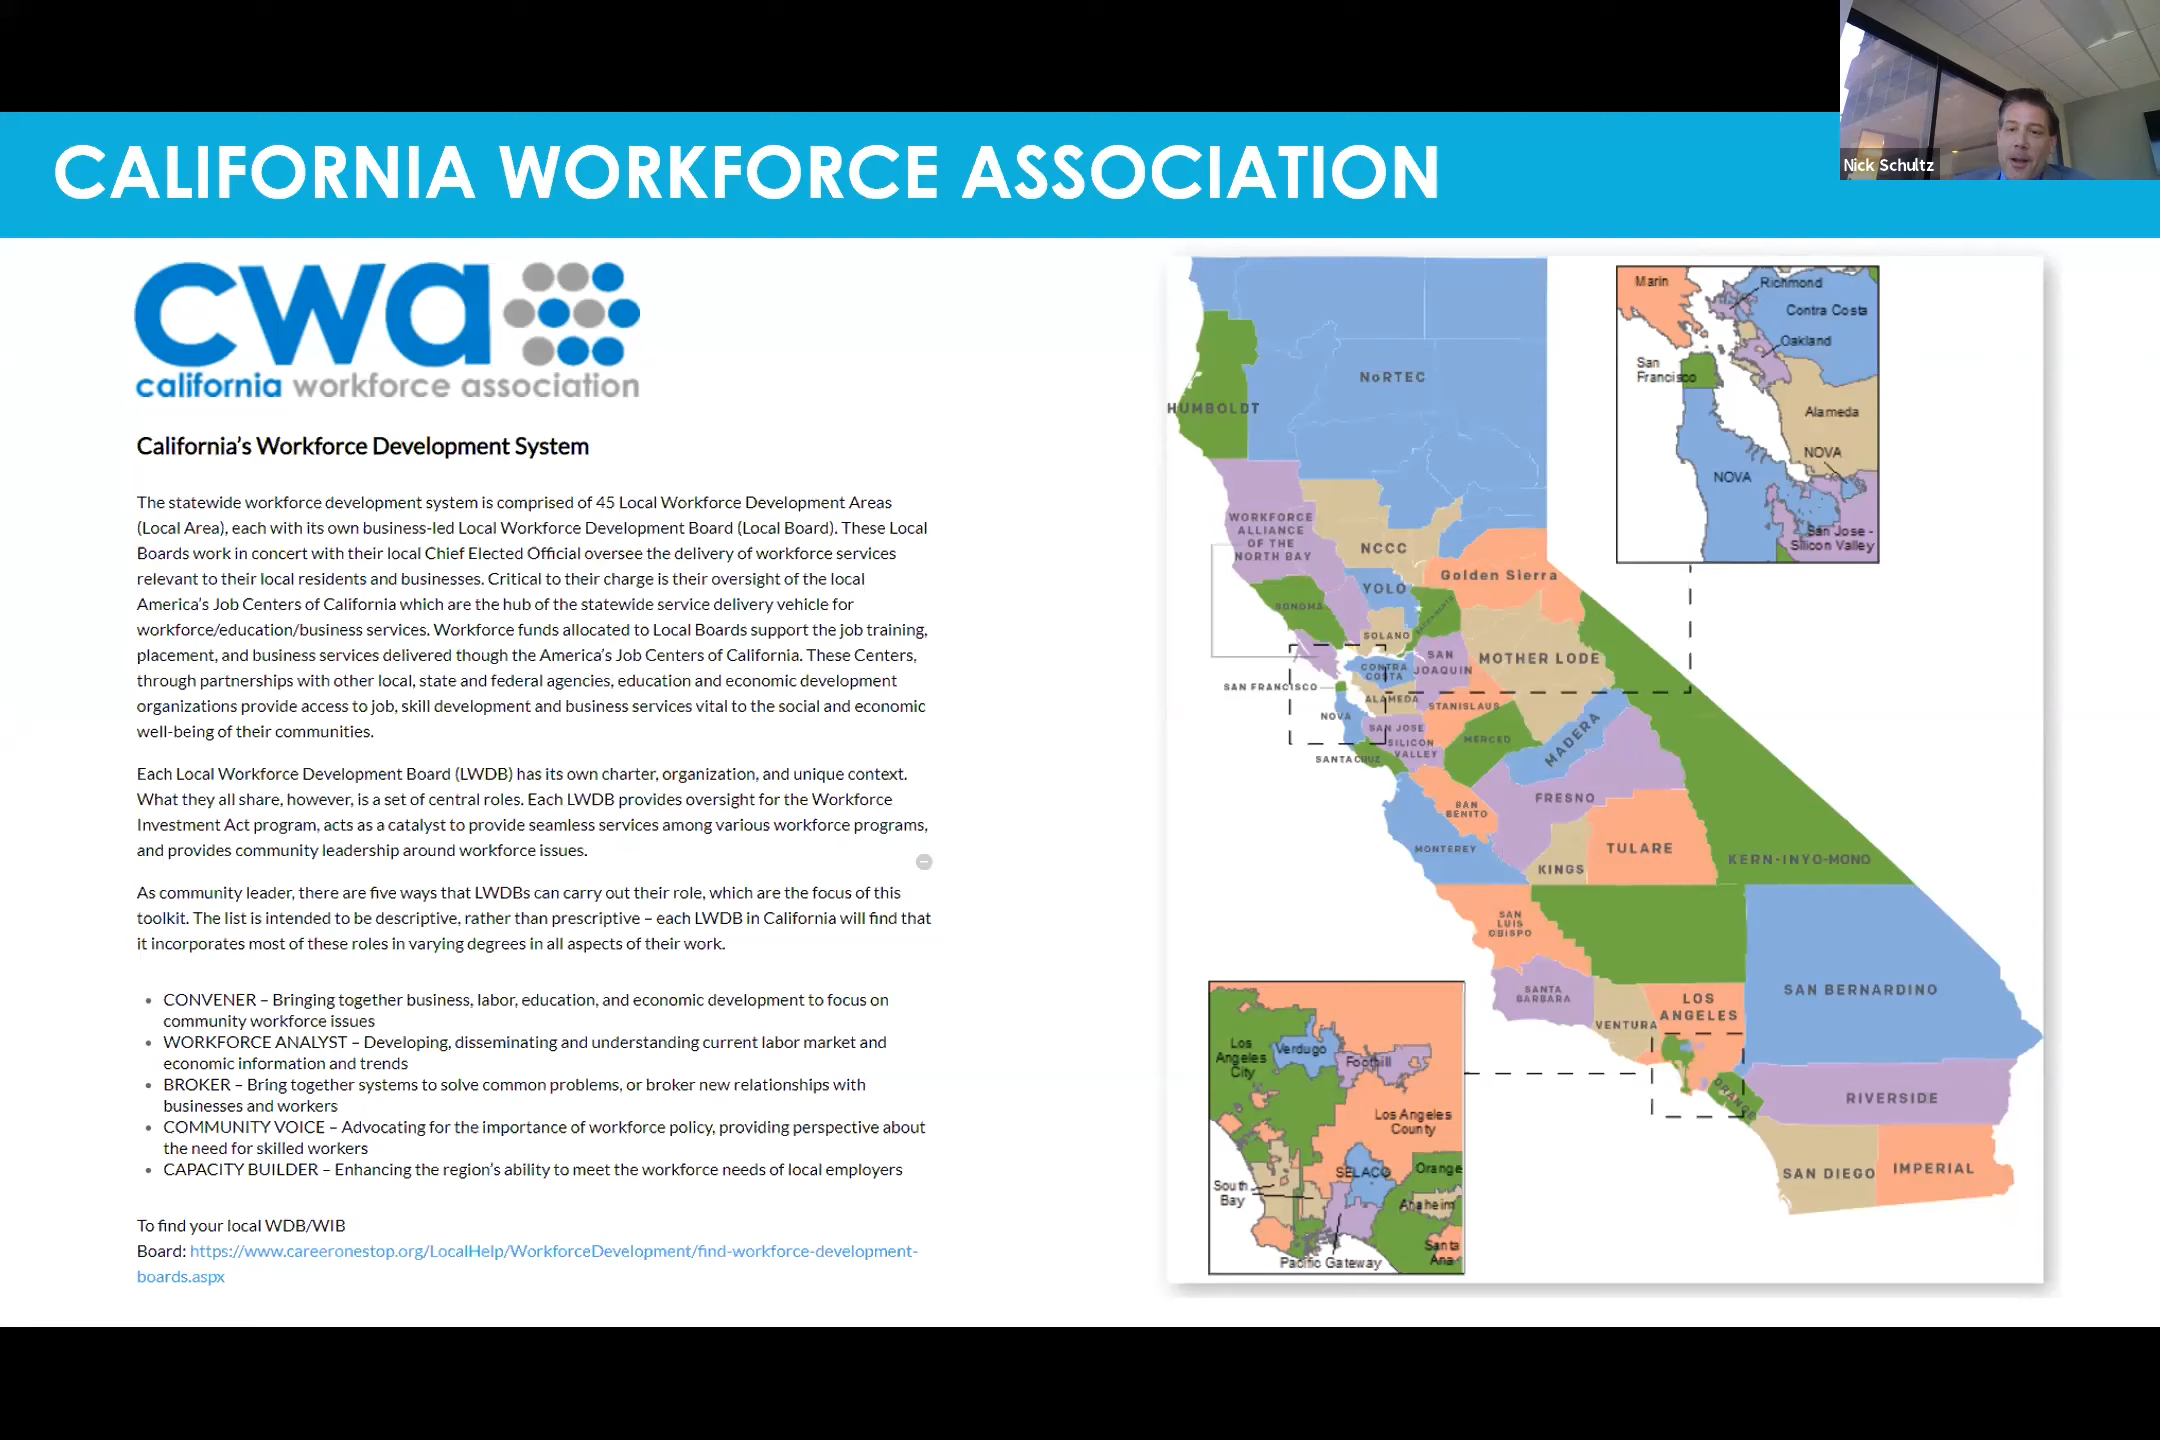 CALIFORNIA WORKFORCE ASSOCIATION
Nick Schultz
cwa
california workforce association
California's Workforce Development System
The statewide workforce development system is comprised of 45 Local Workforce Development Areas
(Local Area), each with its own business-led Local Workforce Development Board (Local Board). These Local
Boards work in concert with their local Chief Elected Official oversee the delivery of workforce services
relevant to their local residents and businesses. Critical to their charge is their oversight of the local
America's Job Centers of California which are the hub of the statewide service delivery vehicle for
workforce/education/business services. Workforce funds allocated to Local Boards support the job training,
placement, and business services delivered though the America's Job Centers of California. These Centers,
through partnerships with other local, state and federal agencies, education and economic development
organizations provide access to job, skill development and business services vital to the social and economic
well-being of their communities.
Each Local Workforce Development Board (LWDB) has its own charter, organization, and unique context.
What they all share, however, is a set of central roles. Each LWDB provides oversight for the Workforce
Investment Act program, acts as a catalyst to provide seamless services among various workforce programs,
and provides community leadership around workforce issues.
As community leader, there are five ways that LWDBs can carry out their role, which are the focus of this
toolkit. The list is intended to be descriptive, rather than prescriptive – each LWDB in California will find that
it incorporates most of these roles in varying degrees in all aspects of their work.
• CONVENER – Bringing together business, labor, education, and economic development to focus on
community workforce issues
• WORKFORCE ANALYST – Developing, disseminating and understanding current labor market and
economic information and trends
• BROKER – Bring together systems to solve common problems, or broker new relationships with
businesses and workers
• COMMUNITY VOICE – Advocating for the importance of workforce policy, providing perspective about
the need for skilled workers
• CAPACITY BUILDER – Enhancing the region's ability to meet the workforce needs of local employers
To find your local WDB/WIB
Board: https://www.careeronestop.org/LocalHelp/WorkforceDevelopment/find-workforce-development-
boards.aspx
HUMBOLDT
NoRTEC
WORKFORCE
ALLIANCE
OF THE
NORTH BAY
NCCC
Golden Sierra
YOLO
SONOMA
SACRAMENTO
SOLANO
CONTRA
COSTA
SAN
JOAQUIN
MOTHER LODE
SAN FRANCISCO
ALAMEDA
STANISLAUS
NOVA
SAN JOSE
SILICON
VALLEY
MERCED
MADERA
SANTA CRUZ
FRESNO
SAN
BENITO
MONTEREY
KINGS
TULARE
KERN-INYO-MONO
SAN
LUIS
OBISPO
SANTA
BARBARA
VENTURA
LOS
ANGELES
SAN BERNARDINO
ORANGE
RIVERSIDE
SAN DIEGO
IMPERIAL
Marin
Richmond
Contra Costa
Oakland
San
Francisco
Alameda
NOVA
NOVA
San Jose -
Silicon Valley
Los
Angeles
City
Verdugo
Foothill
Los Angeles
County
SELACO
Orange
South
Bay
Anaheim
Santa
Ana
Pacific Gateway